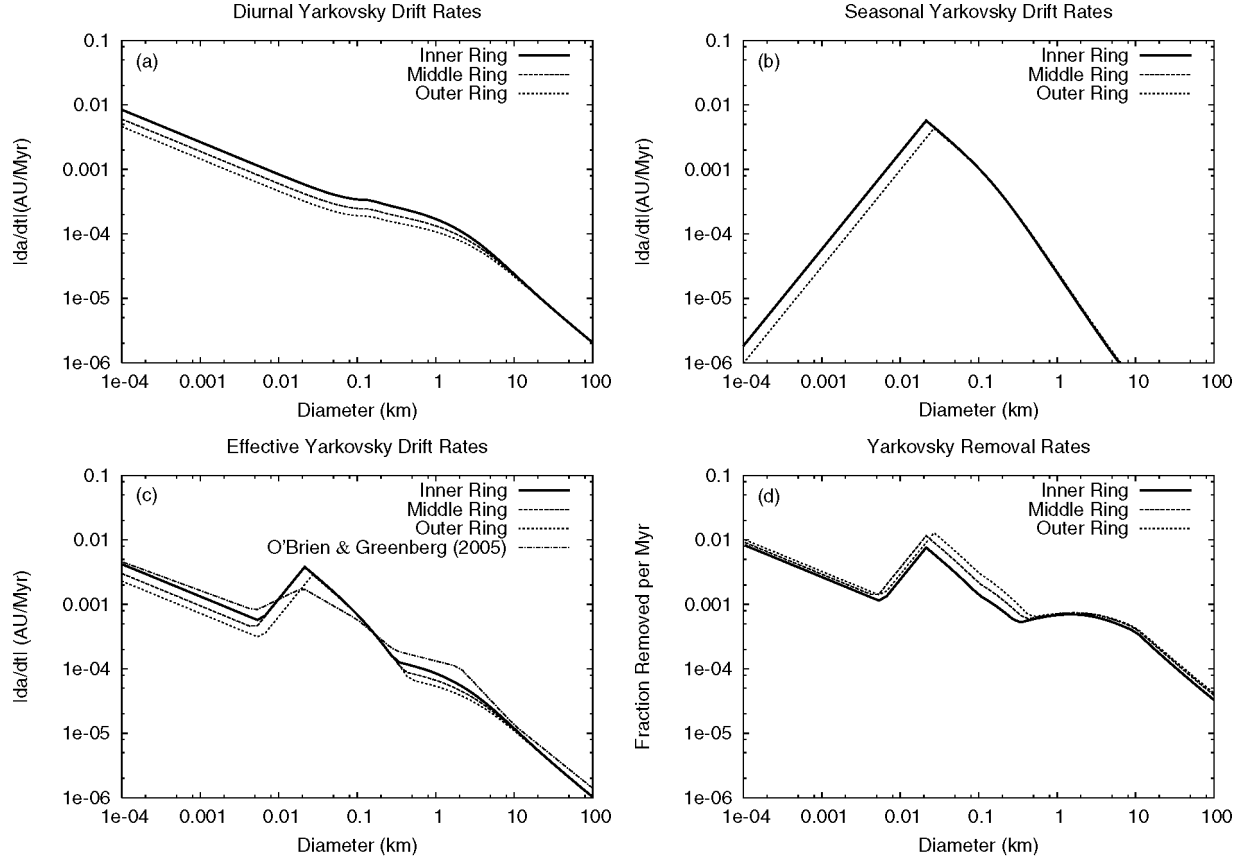 Diurnal Yarkovsky Drift Rates
(a)
Inner Ring
Middle Ring
Outer Ring
0.1
0.01
0.001
1e-04
1e-05
1e-06
|da/dt|(AU/Myr)
1e-04 0.001 0.01 0.1 1 10 100
Diameter (km)
Seasonal Yarkovsky Drift Rates
(b)
Inner Ring
Middle Ring
Outer Ring
0.1
0.01
0.001
1e-04
1e-05
1e-06
|da/dt|(AU/Myr)
1e-04 0.001 0.01 0.1 1 10 100
Diameter (km)
Effective Yarkovsky Drift Rates
(c)
Inner Ring
Middle Ring
Outer Ring
O'Brien & Greenberg (2005)
0.1
0.01
0.001
1e-04
1e-05
1e-06
|da/dt| (AU/Myr)
1e-04 0.001 0.01 0.1 1 10 100
Diameter (km)
Yarkovsky Removal Rates
(d)
Inner Ring
Middle Ring
Outer Ring
0.1
0.01
0.001
1e-04
1e-05
1e-06
Fraction Removed per Myr
1e-04 0.001 0.01 0.1 1 10 100
Diameter (km)